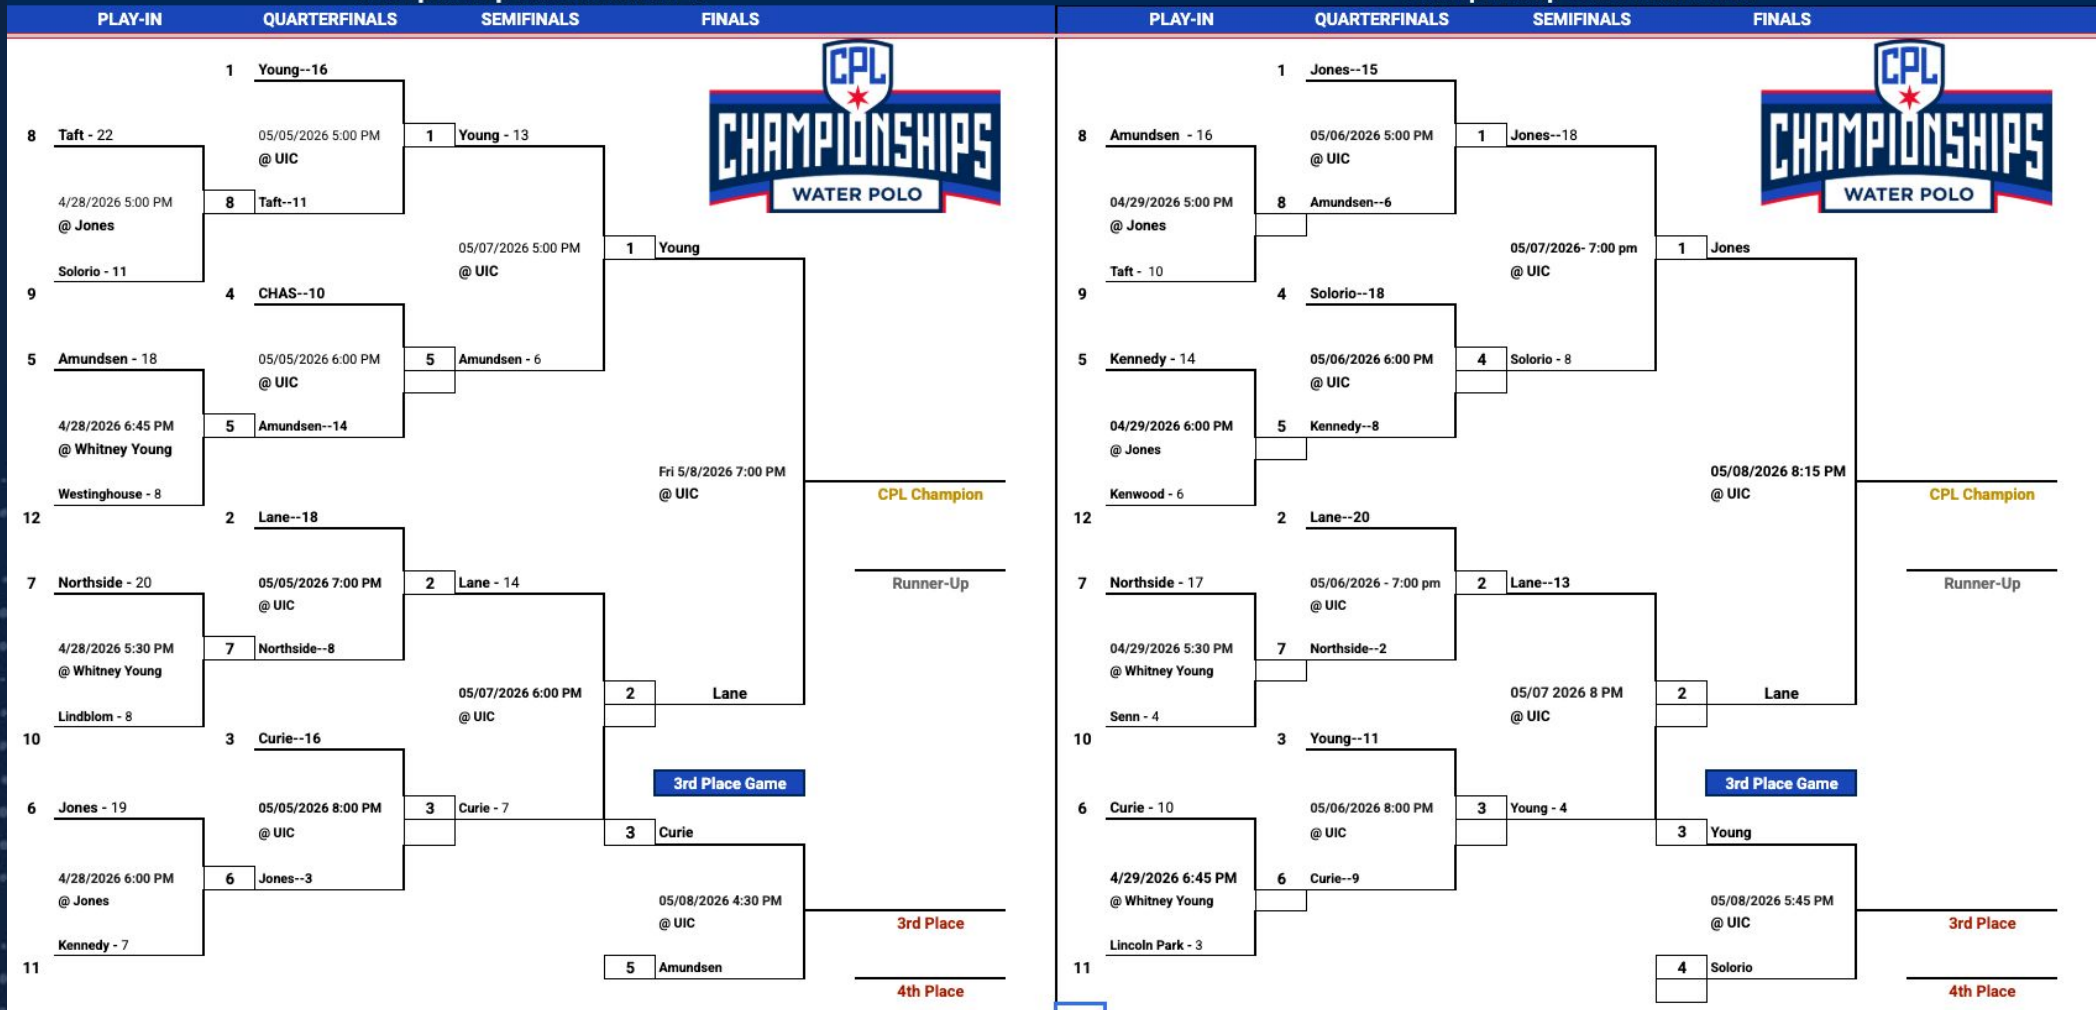 PLAY-IN QUARTERFINALS SEMIFINALS FINALS
CPL
CHAMPIONSHIPS
WATER POLO
1 Young--16
8 Taft - 22
05/05/2026 5:00 PM
@ UIC
1 Young - 13
4/28/2026 5:00 PM
@ Jones
8 Taft--11
Solorio - 11
9
05/07/2026 5:00 PM
@ UIC
1 Young
4 CHAS--10
5 Amundsen - 18
05/05/2026 6:00 PM
@ UIC
5 Amundsen - 6
4/28/2026 6:45 PM
@ Whitney Young
5 Amundsen--14
Westinghouse - 8
12
Fri 5/8/2026 7:00 PM
@ UIC
CPL Champion
Runner-Up
2 Lane--18
7 Northside - 20
05/05/2026 7:00 PM
@ UIC
2 Lane - 14
4/28/2026 5:30 PM
@ Whitney Young
7 Northside--8
Lindblom - 8
10
05/07/2026 6:00 PM
@ UIC
2 Lane
3 Curie--16
3rd Place Game
6 Jones - 19
05/05/2026 8:00 PM
@ UIC
3 Curie - 7
3 Curie
4/28/2026 6:00 PM
@ Jones
6 Jones--3
Kennedy - 7
11
05/08/2026 4:30 PM
@ UIC
3rd Place
5 Amundsen
4th Place
PLAY-IN QUARTERFINALS SEMIFINALS FINALS
CPL
CHAMPIONSHIPS
WATER POLO
1 Jones--15
8 Amundsen - 16
05/06/2026 5:00 PM
@ UIC
1 Jones--18
04/29/2026 5:00 PM
@ Jones
8 Amundsen--6
Taft - 10
9
05/07/2026- 7:00 pm
@ UIC
1 Jones
4 Solorio--18
5 Kennedy - 14
05/06/2026 6:00 PM
@ UIC
4 Solorio - 8
04/29/2026 6:00 PM
@ Jones
5 Kennedy--8
Kenwood - 6
12
05/08/2026 8:15 PM
@ UIC
CPL Champion
Runner-Up
2 Lane--20
7 Northside - 17
05/06/2026 - 7:00 pm
@ UIC
2 Lane--13
04/29/2026 5:30 PM
@ Whitney Young
7 Northside--2
Senn - 4
10
05/07 2026 8 PM
@ UIC
2 Lane
3 Young--11
3rd Place Game
6 Curie - 10
05/06/2026 8:00 PM
@ UIC
3 Young - 4
3 Young
4/29/2026 6:45 PM
@ Whitney Young
6 Curie--9
Lincoln Park - 3
11
05/08/2026 5:45 PM
@ UIC
3rd Place
4 Solorio
4th Place